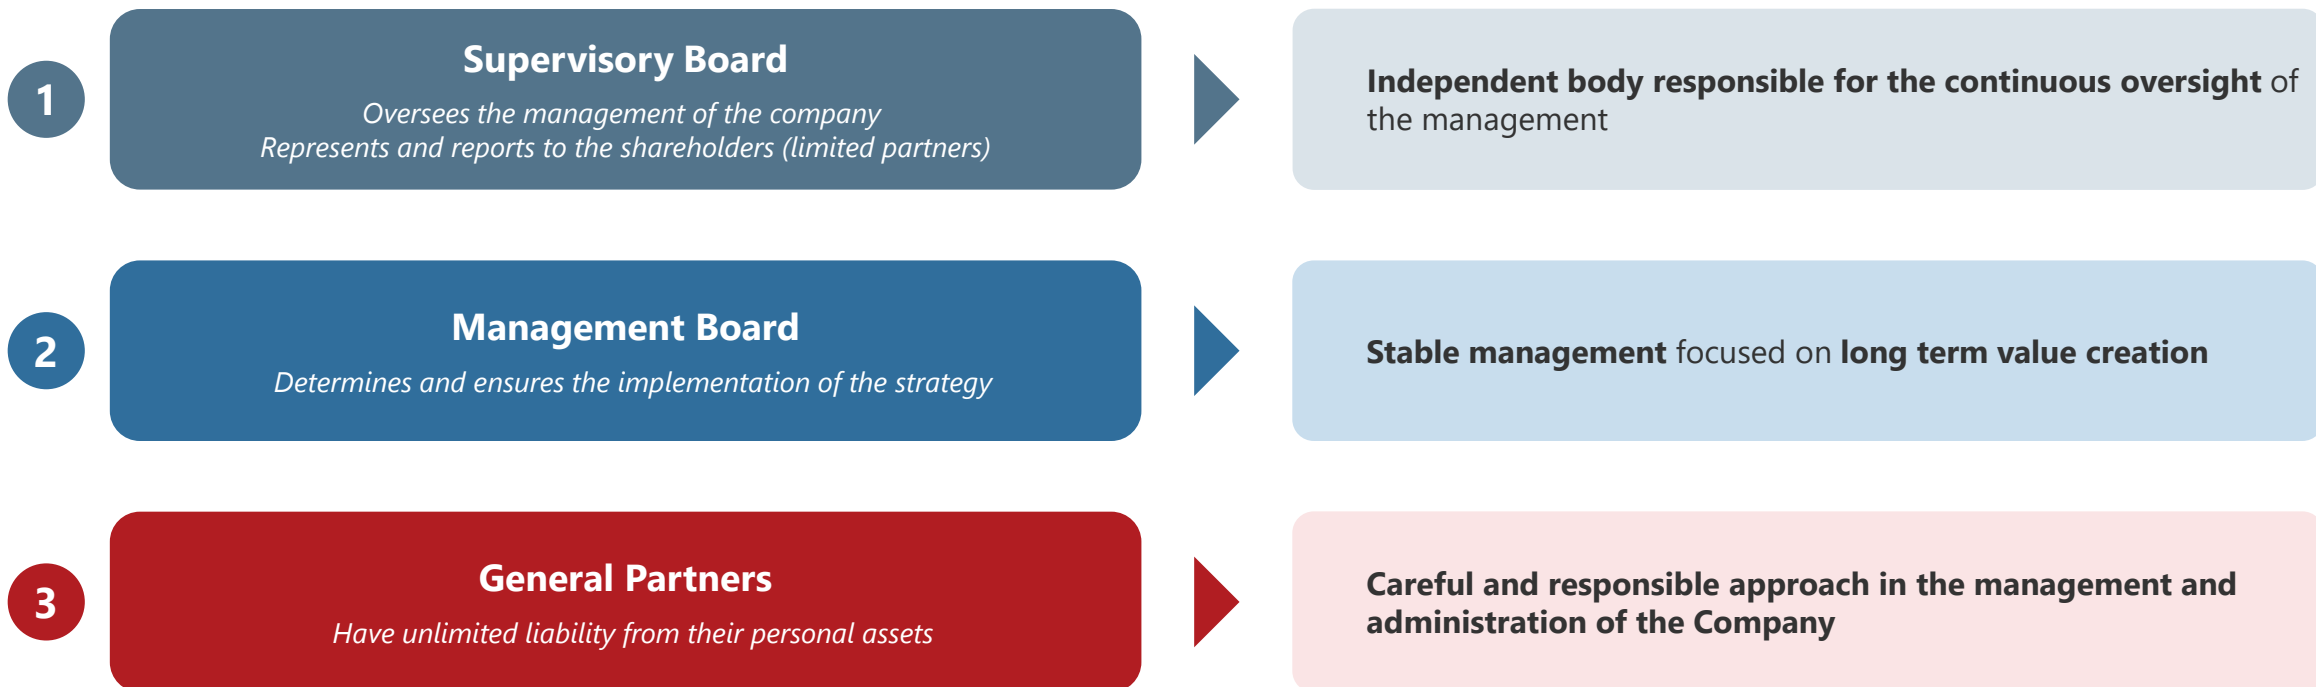 1
Supervisory Board
Oversees the management of the company
Represents and reports to the shareholders (limited partners)
Independent body responsible for the continuous oversight of
the management
2
Management Board
Determines and ensures the implementation of the strategy
Stable management focused on long term value creation
3
General Partners
Have unlimited liability from their personal assets
Careful and responsible approach in the management and
administration of the Company